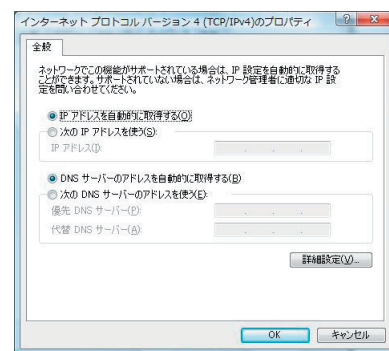 インターネット プロトコル バージョン 4 (TCP/IPv4)のプロパティ
全般
ネットワークでこの機能がサポートされている場合は、IP 設定を自動的に取得する
ことができます。サポートされていない場合は、ネットワーク管理者に適切な IP 設
定を問い合わせてください。
IP アドレスを自動的に取得する(O)
次の IP アドレスを使う(S):
IP アドレス(I):
DNS サーバーのアドレスを自動的に取得する(B)
次の DNS サーバーのアドレスを使う(E):
優先 DNS サーバー(P):
代替 DNS サーバー(A):
詳細設定(V)...
OK キャンセル